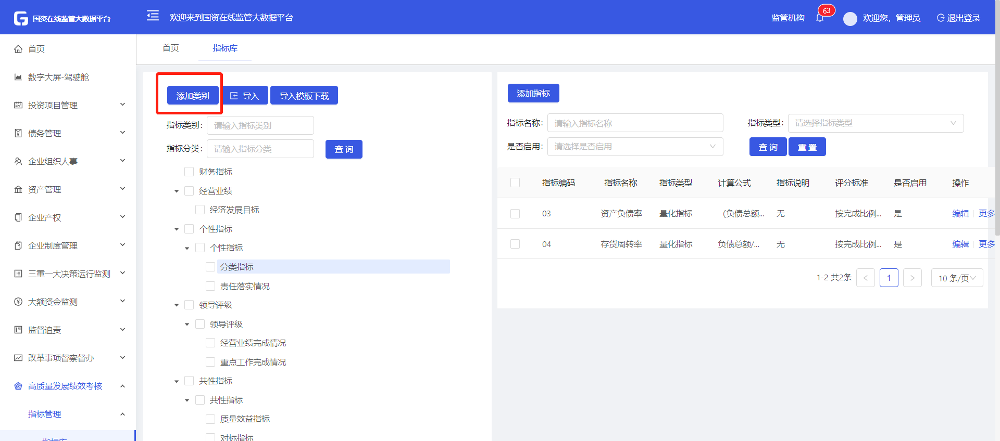 国资在线监管大数据平台
欢迎来到国资在线监管大数据平台
监管机构
63
欢迎您，管理员
退出登录
首页
数字大屏-驾驶舱
投资项目管理
债务管理
企业组织人事
资产管理
企业产权
企业制度管理
三重一大决策运行监测
大额资金监测
监督追责
改革事项督察督办
高质量发展绩效考核
指标管理
指标库
首页 指标库
添加类别 导入 导入模板下载
指标类别: 请输入指标类别
指标分类: 请输入指标分类 查 询
财务指标
经营业绩
经济发展目标
个性指标
个性指标
分类指标
责任落实情况
领导评级
领导评级
经营业绩完成情况
重点工作完成情况
共性指标
共性指标
质量效益指标
对标指标
添加指标
指标名称: 请输入指标名称 指标类型: 请选择指标类型
是否启用: 请选择是否启用 查 询 重 置
指标编码 指标名称 指标类型 计算公式 指标说明 评分标准 是否启用 操作
03 资产负债率 量化指标 （负债总额... 无 按完成比例... 是 编辑 更多
04 存货周转率 量化指标 负债总额/... 无 按完成比例... 是 编辑 更多
1-2 共2条 < 1 > 10 条/页